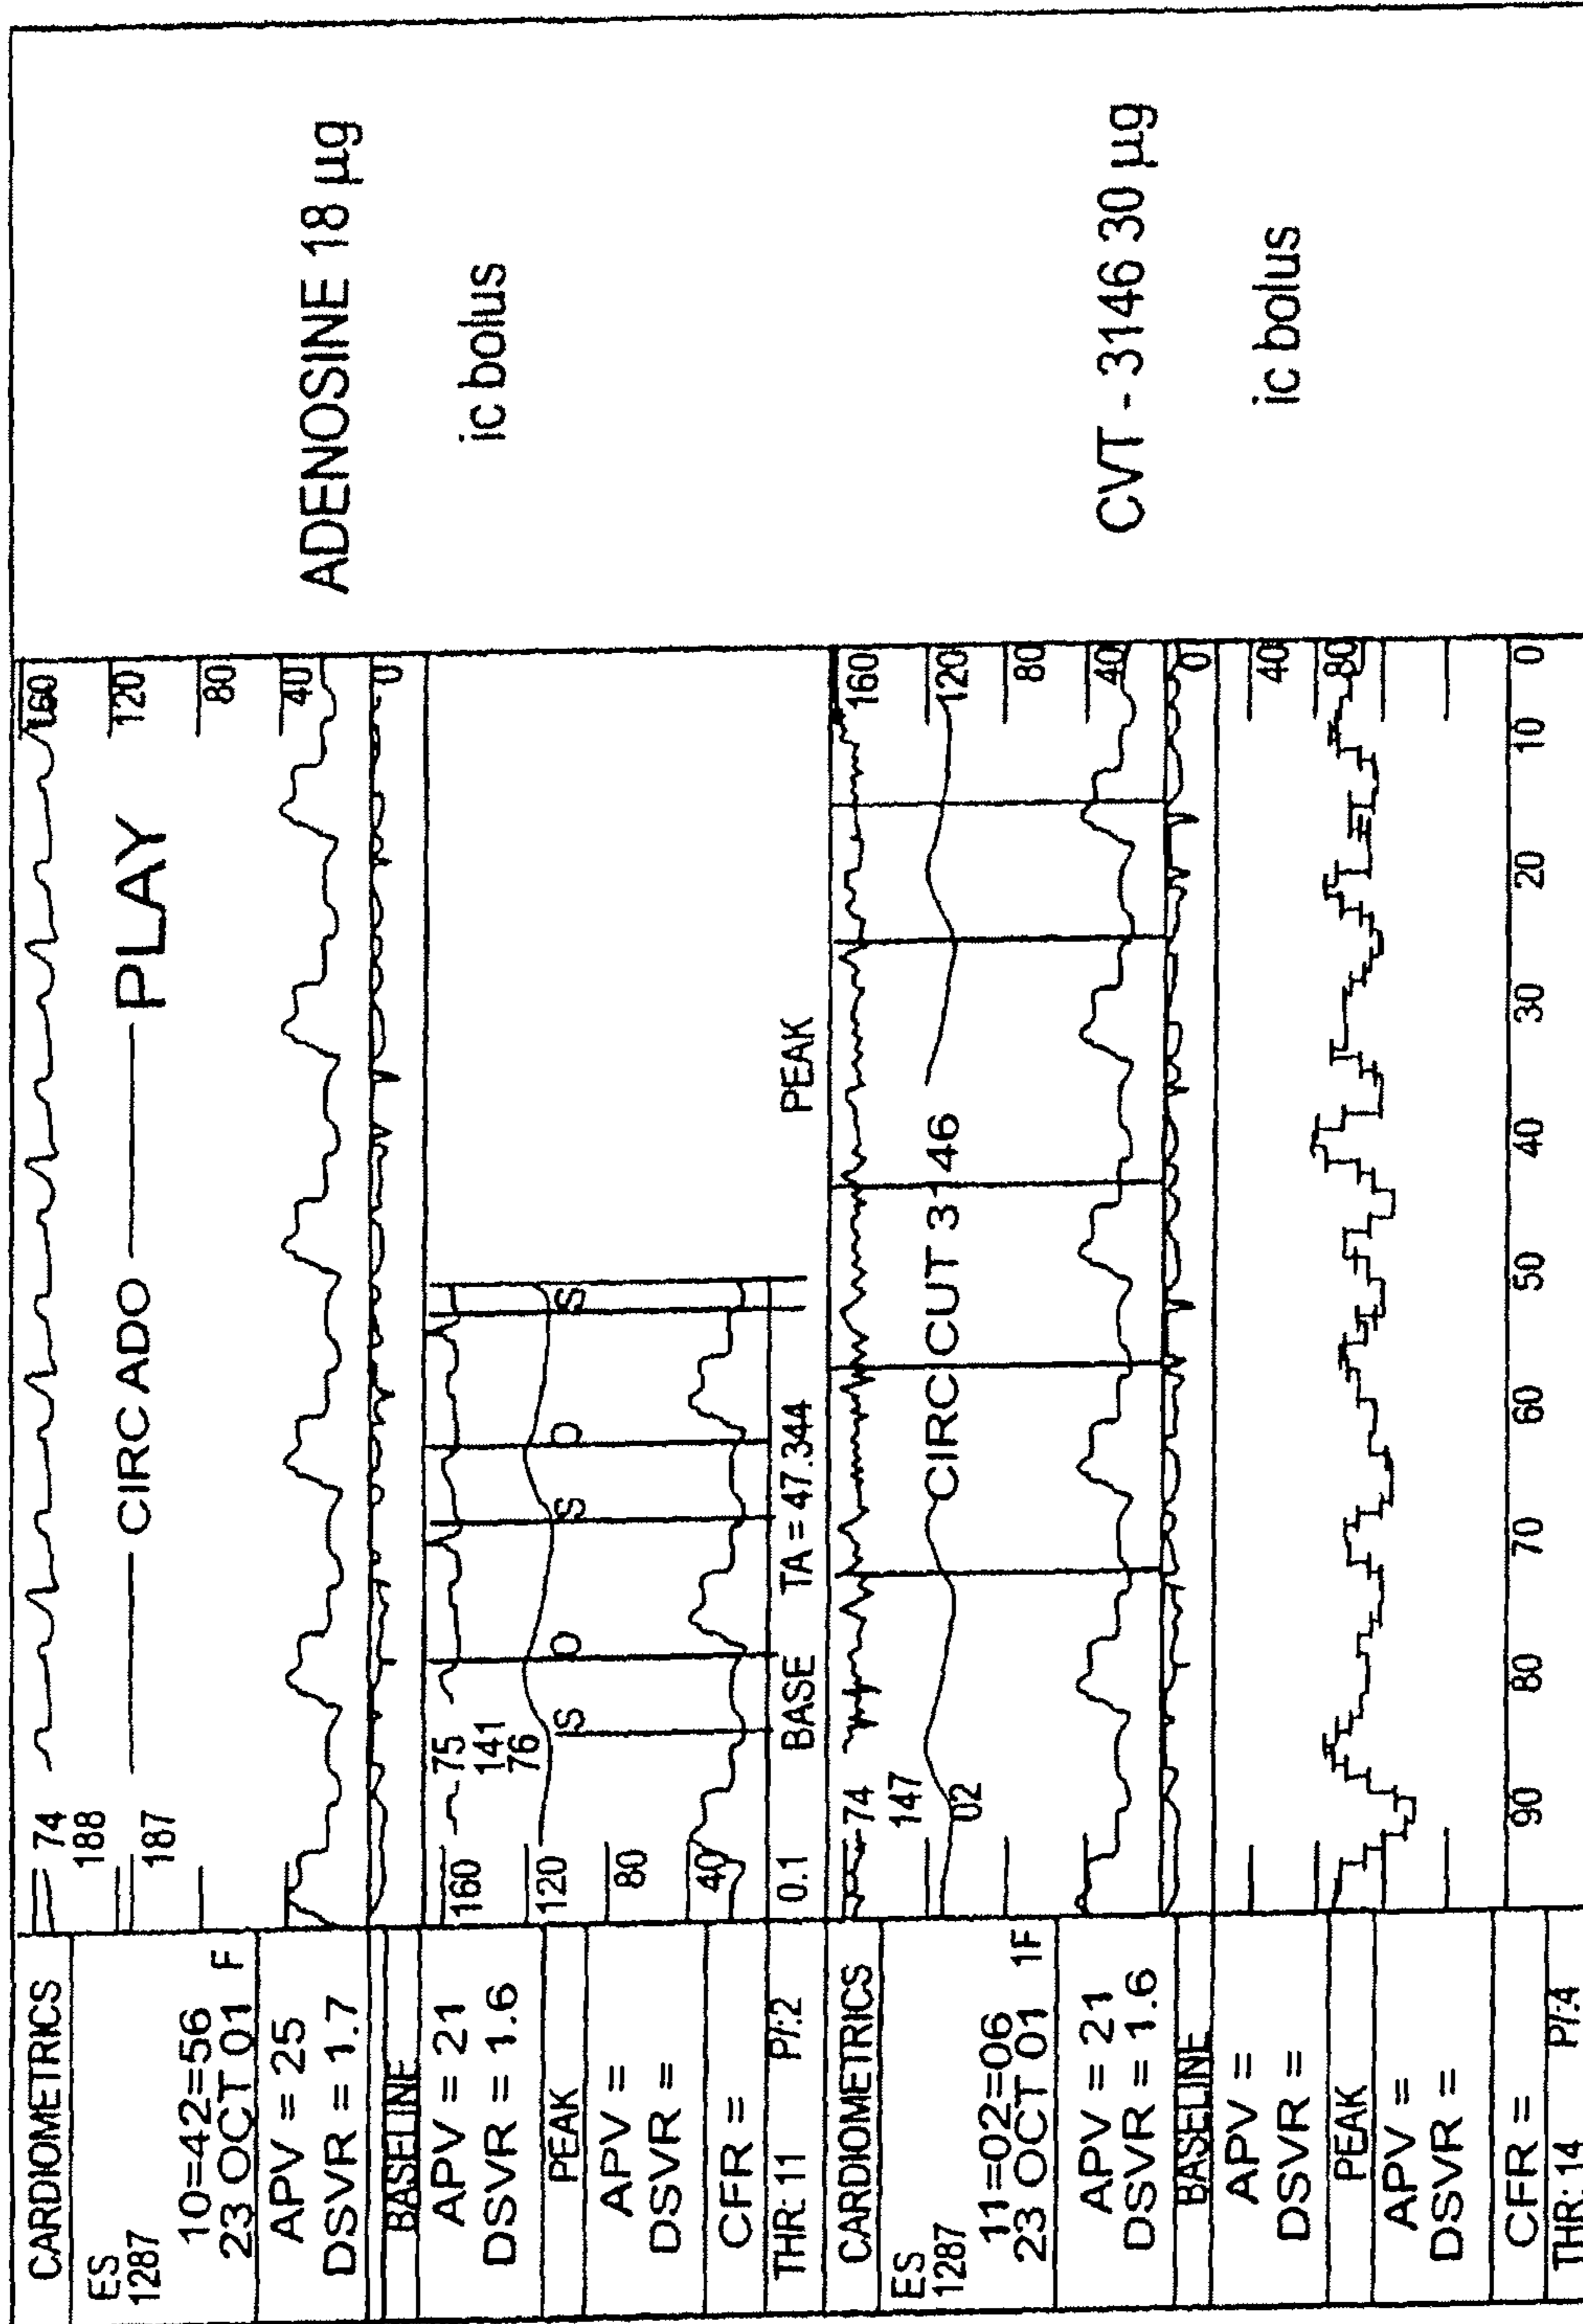 CARDIOMETRICS
ES
1287
10=42=56
23 OCT 01 F
APV = 25
DSVR = 1.7
BASELINE
APV = 21
DSVR = 1.6
PEAK
APV =
DSVR =
CFR =
THR: 11 P/:2
74
188
187
CIRC ADO PLAY
160
120
80
40
0
75
141
76
160
120
80
40
0.1
S D S D S
BASE TA = 47.344 PEAK
ADENOSINE 18 µg
ic bolus
CARDIOMETRICS
ES
1287
11=02=06
23 OCT 01 1F
APV = 21
DSVR = 1.6
BASELINE
APV =
DSVR =
PEAK
APV =
DSVR =
CFR =
THR: 14 P/:4
74
147
02
CIRC CUT 3146
160
120
80
40
0
40
80
90 80 70 60 50 40 30 20 10 0
CVT - 3146 30 µg
ic bolus